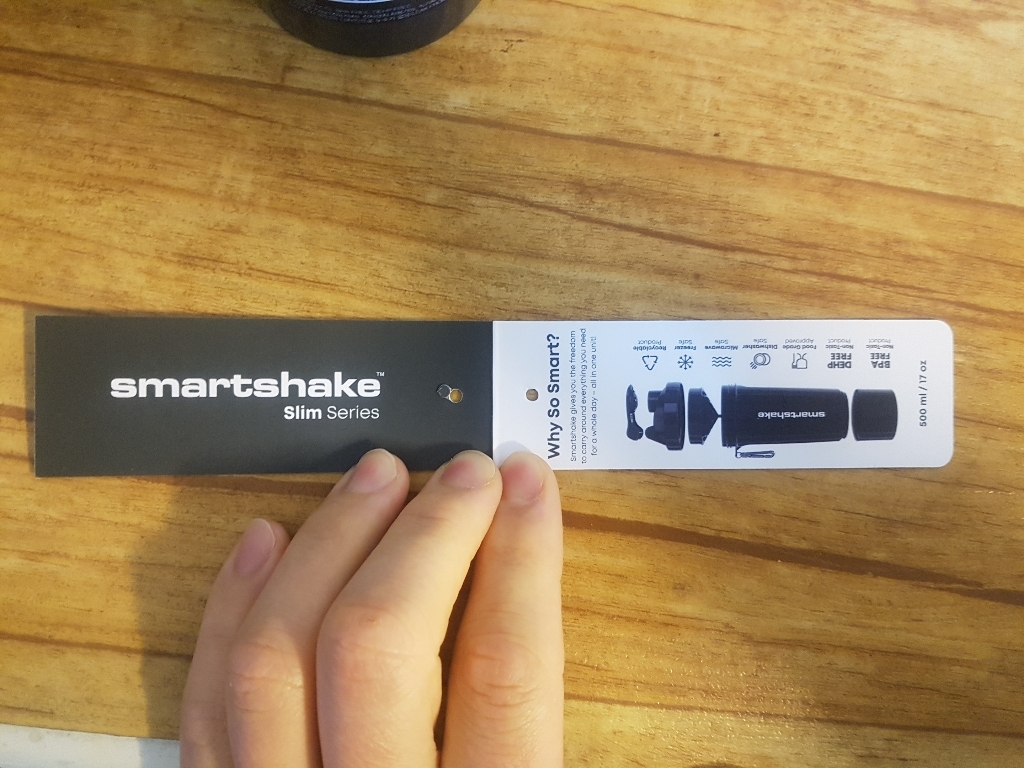 smartshake™
Slim Series
Why So Smart?
Smartshake gives you the freedom
to carry around everything you need
for a whole day – all in one unit!
Recyclable
Product
Freezer
Safe
Microwave
Safe
Dishwasher
Safe
Food Grade
Approved
DEHP
FREE
Non-Toxic
Product
BPA
FREE
Non-Toxic
Product
smartshake
500 ml / 17 oz